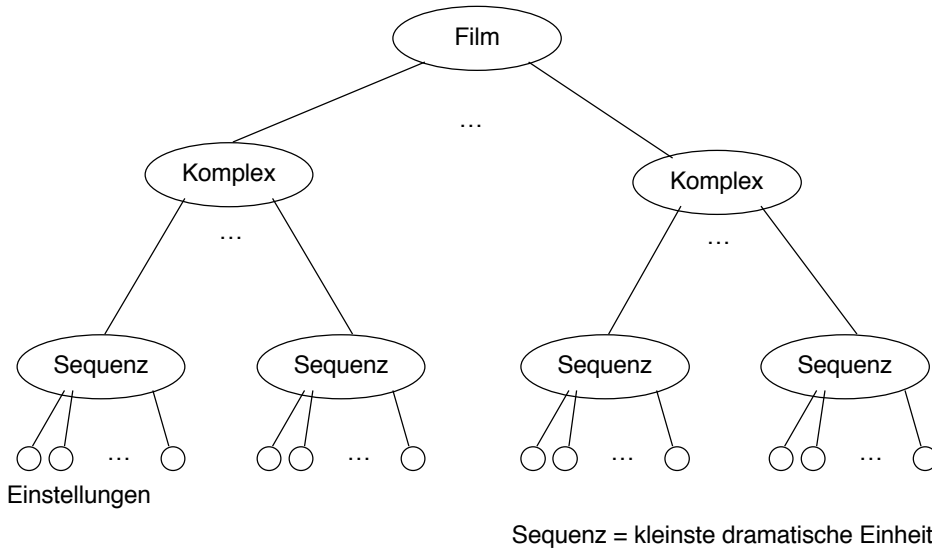 Film
...
Komplex
Komplex
...
...
Sequenz
Sequenz
Sequenz
Sequenz
...
...
...
...
Einstellungen
Sequenz = kleinste dramatische Einheit